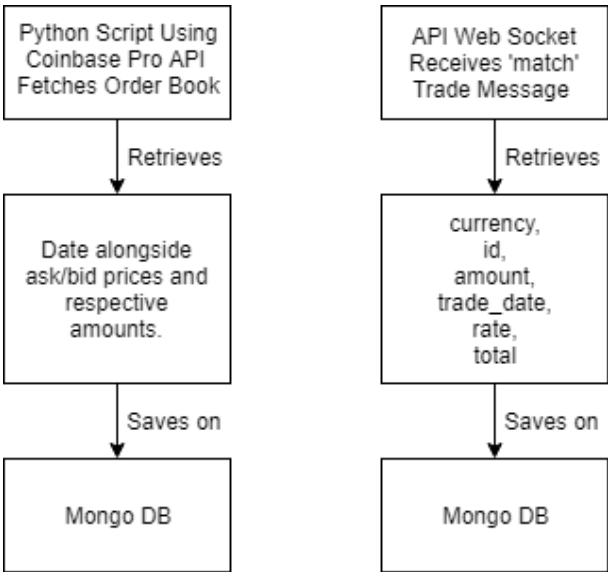 Python Script Using
Coinbase Pro API
Fetches Order Book
Retrieves
Date alongside
ask/bid prices and
respective
amounts.
Saves on
Mongo DB
API Web Socket
Receives 'match'
Trade Message
Retrieves
currency,
id,
amount,
trade_date,
rate,
total
Saves on
Mongo DB